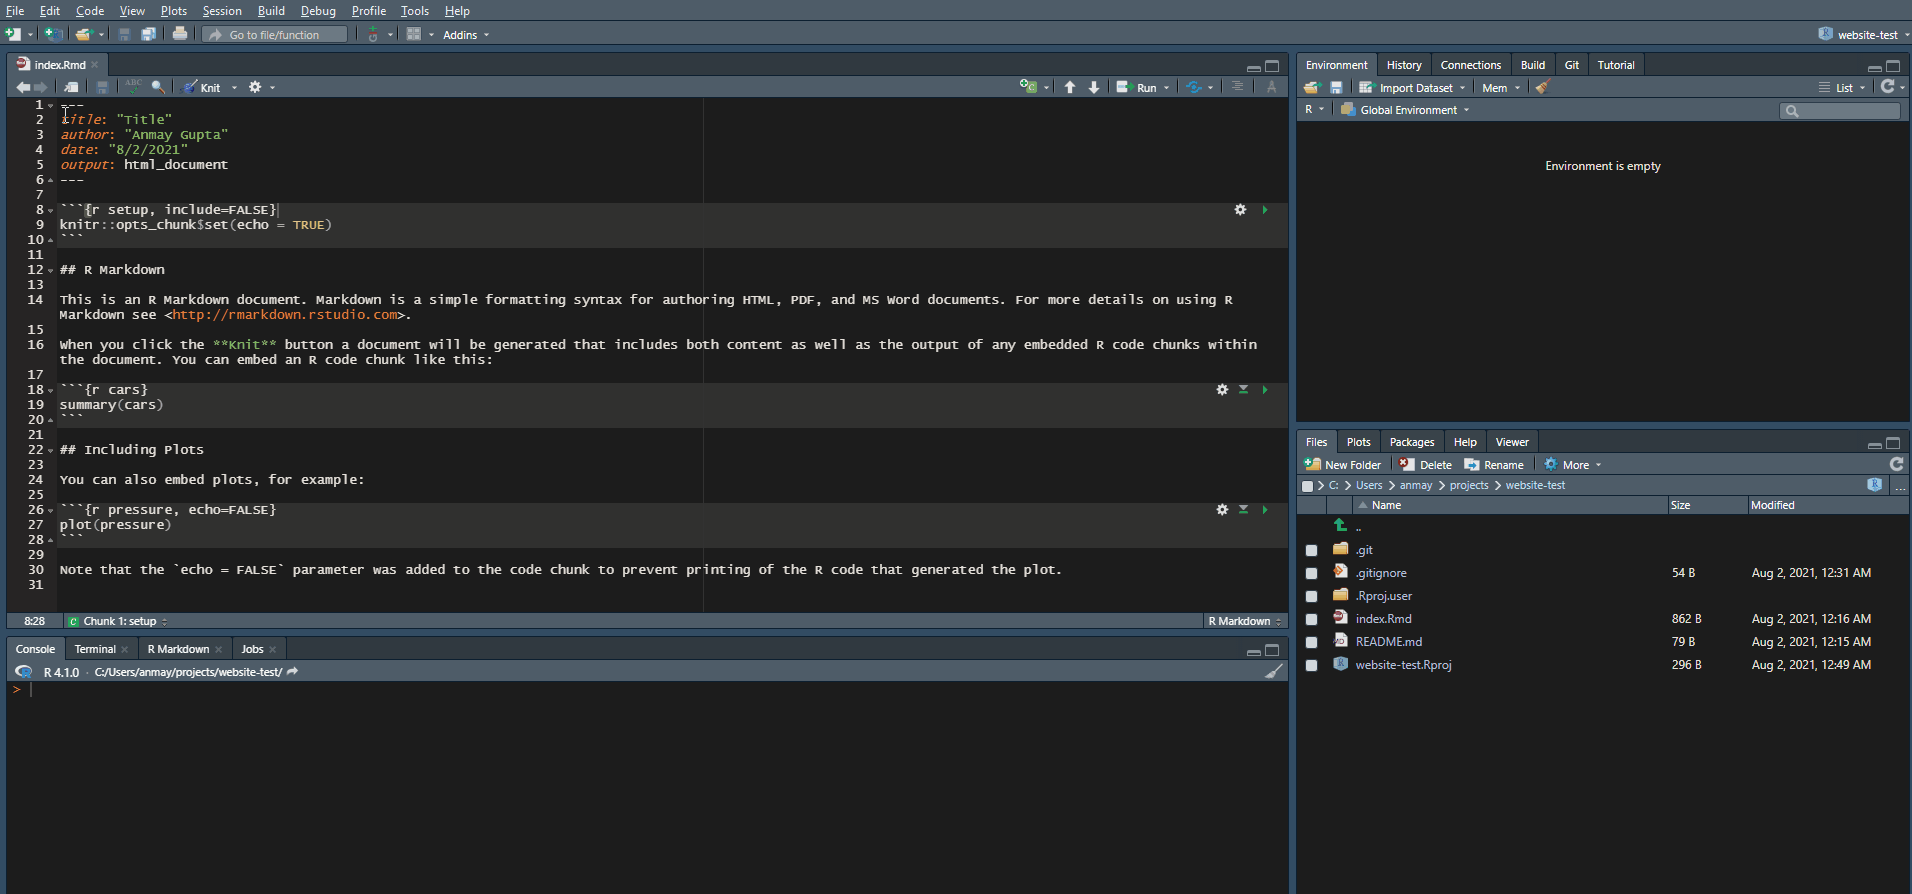 File Edit Code View Plots Session Build Debug Profile Tools Help
Go to file/function Addins website-test
index.Rmd
Knit Run
1 ---
2 title: "Title"
3 author: "Anmay Gupta"
4 date: "8/2/2021"
5 output: html_document
6 ---
7
8 ```{r setup, include=FALSE}
9 knitr::opts_chunk$set(echo = TRUE)
10 ```
11
12 ## R Markdown
13
14 This is an R Markdown document. Markdown is a simple formatting syntax for authoring HTML, PDF, and MS Word documents. For more details on using R
Markdown see <http://rmarkdown.rstudio.com>.
15
16 When you click the **Knit** button a document will be generated that includes both content as well as the output of any embedded R code chunks within
the document. You can embed an R code chunk like this:
17
18 ```{r cars}
19 summary(cars)
20 ```
21
22 ## Including Plots
23
24 You can also embed plots, for example:
25
26 ```{r pressure, echo=FALSE}
27 plot(pressure)
28 ```
29
30 Note that the `echo = FALSE` parameter was added to the code chunk to prevent printing of the R code that generated the plot.
31
8:28 C Chunk 1: setup R Markdown
Console Terminal R Markdown Jobs
R 4.1.0 · C:/Users/anmay/projects/website-test/
>
Environment History Connections Build Git Tutorial
Import Dataset Mem List
R Global Environment
Environment is empty
Files Plots Packages Help Viewer
New Folder Delete Rename More
C: > Users > anmay > projects > website-test ...
Name Size Modified
..
.git
.gitignore 54 B Aug 2, 2021, 12:31 AM
.Rproj.user
index.Rmd 862 B Aug 2, 2021, 12:16 AM
README.md 79 B Aug 2, 2021, 12:15 AM
website-test.Rproj 296 B Aug 2, 2021, 12:49 AM